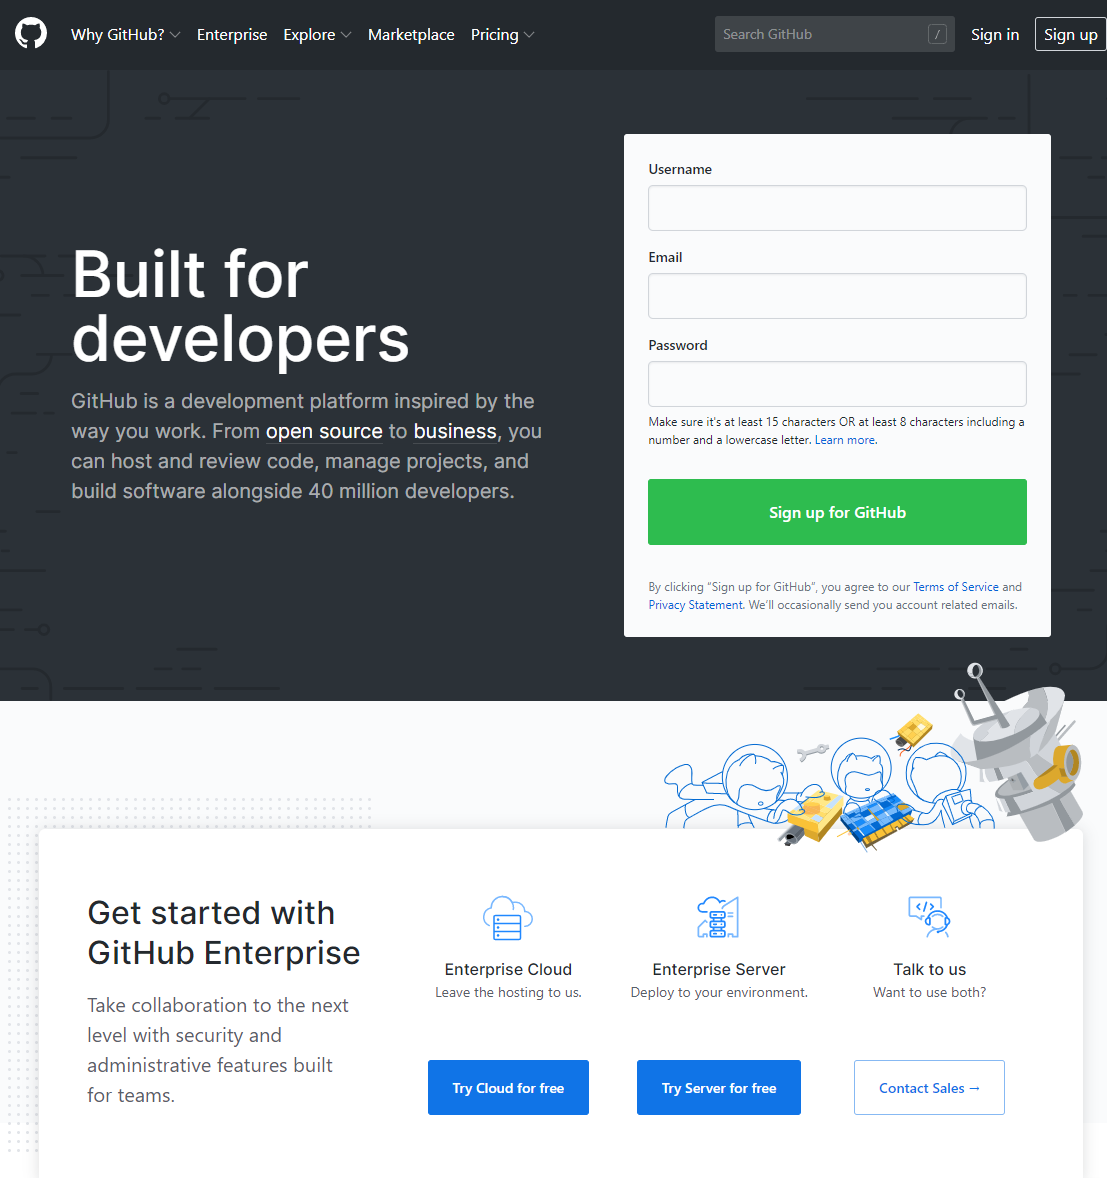 Why GitHub? Enterprise Explore Marketplace Pricing Search GitHub / Sign in Sign up
Built for
developers
GitHub is a development platform inspired by the
way you work. From open source to business, you
can host and review code, manage projects, and
build software alongside 40 million developers.
Username
Email
Password
Make sure it's at least 15 characters OR at least 8 characters including a
number and a lowercase letter. Learn more.
Sign up for GitHub
By clicking “Sign up for GitHub”, you agree to our Terms of Service and
Privacy Statement. We’ll occasionally send you account related emails.
Get started with
GitHub Enterprise
Take collaboration to the next
level with security and
administrative features built
for teams.
Enterprise Cloud
Leave the hosting to us.
Try Cloud for free
Enterprise Server
Deploy to your environment.
Try Server for free
</>
Talk to us
Want to use both?
Contact Sales →